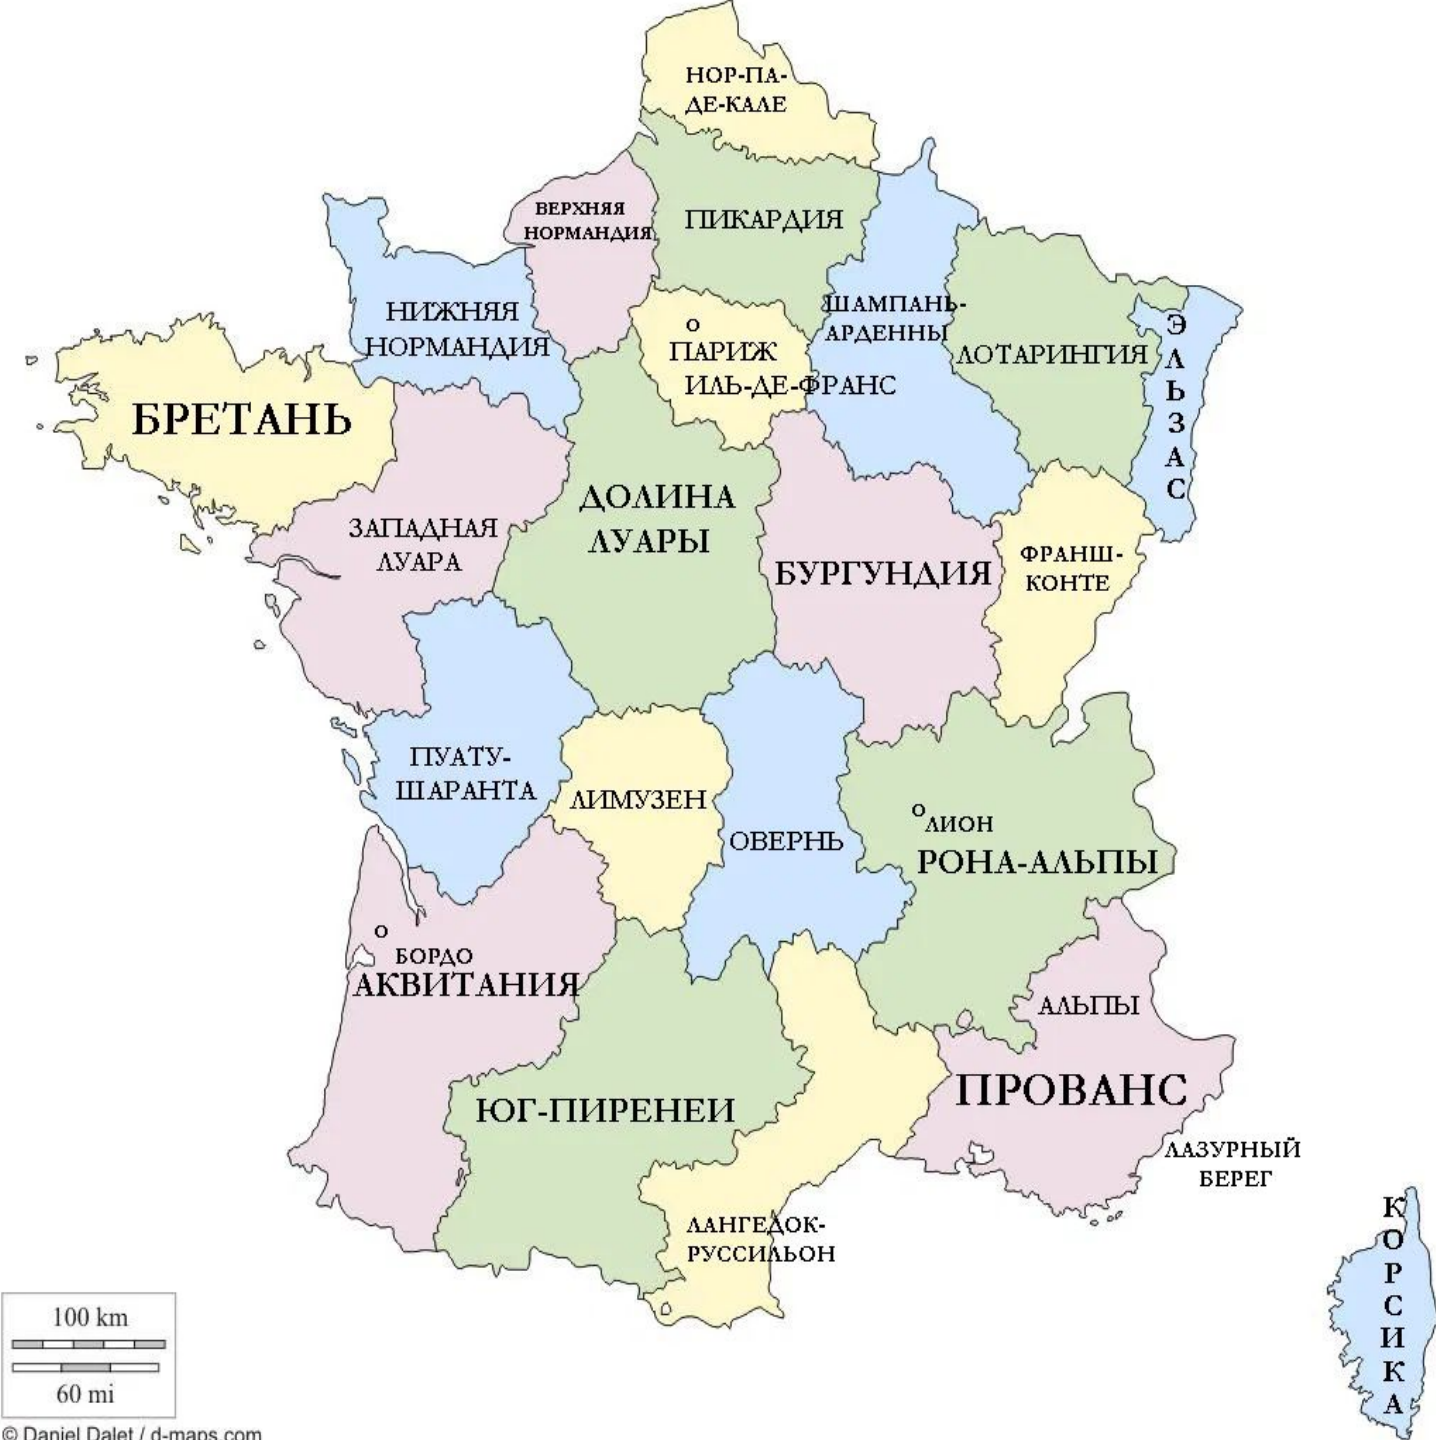 НОР-ПА-
ДЕ-КАЛЕ
ВЕРХНЯЯ
НОРМАНДИЯ
ПИКАРДИЯ
НИЖНЯЯ
НОРМАНДИЯ
ПАРИЖ
ИЛЬ-ДЕ-ФРАНС
ШАМПАНЬ-
АРДЕННЫ
ЛОТАРИНГИЯ
ЭЛЬЗАС
БРЕТАНЬ
ЗАПАДНАЯ
ЛУАРА
ДОЛИНА
ЛУАРЫ
БУРГУНДИЯ
ФРАНШ-
КОНТЕ
ПУАТУ-
ШАРАНТА
ЛИМУЗЕН
ОВЕРНЬ
ЛИОН
РОНА-АЛЬПЫ
БОРДО
АКВИТАНИЯ
АЛЬПЫ
ПРОВАНС
ЮГ-ПИРЕНЕИ
ЛАЗУРНЫЙ
БЕРЕГ
ЛАНГЕДОК-
РУССИЛЬОН
КОРСИКА
100 km
60 mi
© Daniel Dalet / d-maps.com